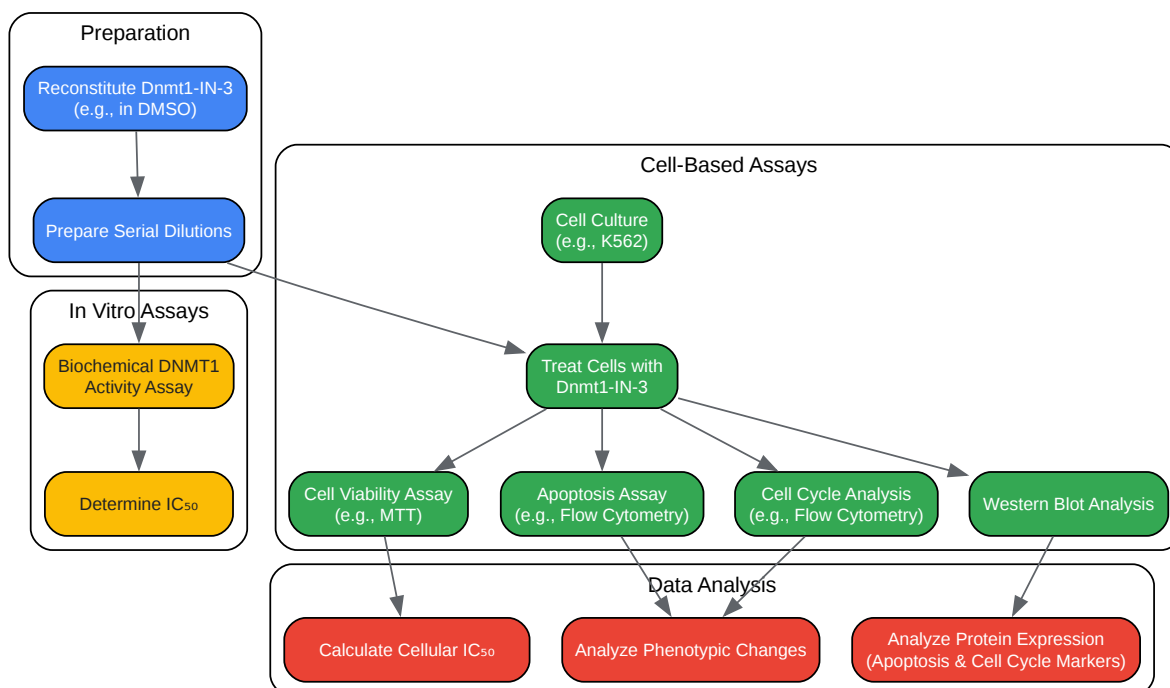 Preparation
Reconstitute Dnmt1-IN-3
(e.g., in DMSO)
Prepare Serial Dilutions
In Vitro Assays
Biochemical DNMT1
Activity Assay
Determine IC₅₀
Cell-Based Assays
Cell Culture
(e.g., K562)
Treat Cells with
Dnmt1-IN-3
Cell Viability Assay
(e.g., MTT)
Apoptosis Assay
(e.g., Flow Cytometry)
Cell Cycle Analysis
(e.g., Flow Cytometry)
Western Blot Analysis
Data Analysis
Calculate Cellular IC₅₀
Analyze Phenotypic Changes
Analyze Protein Expression
(Apoptosis & Cell Cycle Markers)